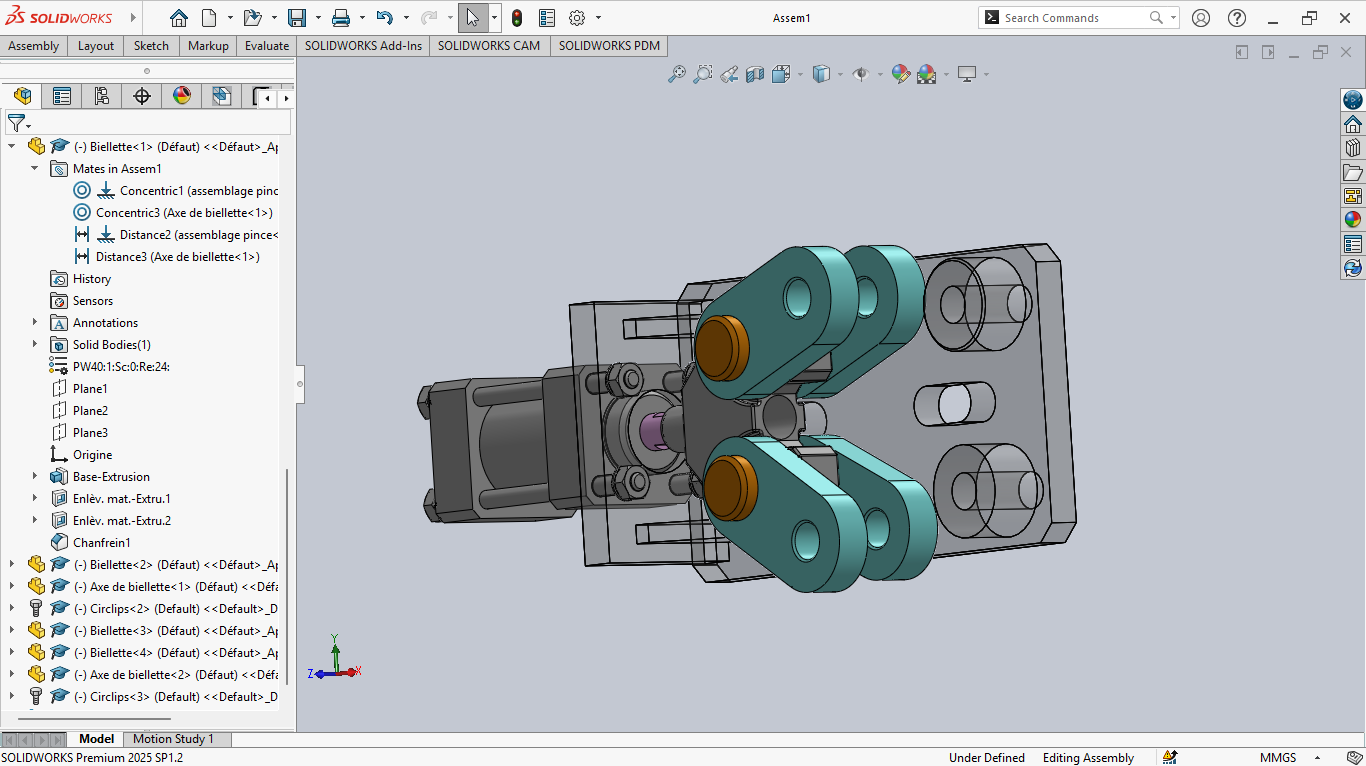 SOLIDWORKS
Assem1
Search Commands
Assembly
Layout
Sketch
Markup
Evaluate
SOLIDWORKS Add-Ins
SOLIDWORKS CAM
SOLIDWORKS PDM
(-) Biellette<1> (Défaut) <<Défaut>_Ap
Mates in Assem1
Concentric1 (assemblage pinc
Concentric3 (Axe de biellette<1>)
Distance2 (assemblage pince<
Distance3 (Axe de biellette<1>)
History
Sensors
A Annotations
Solid Bodies(1)
PW40:1:Sc:0:Re:24:
Plane1
Plane2
Plane3
Origine
Base-Extrusion
Enlèv. mat.-Extru.1
Enlèv. mat.-Extru.2
Chanfrein1
(-) Biellette<2> (Défaut) <<Défaut>_Ap
(-) Axe de biellette<1> (Défaut) <<Défa
(-) Circlips<2> (Default) <<Default>_D
(-) Biellette<3> (Défaut) <<Défaut>_Ap
(-) Biellette<4> (Défaut) <<Défaut>_Ap
(-) Axe de biellette<2> (Défaut) <<Défa
(-) Circlips<3> (Default) <<Default>_D
Y
Z
X
Model
Motion Study 1
SOLIDWORKS Premium 2025 SP1.2
Under Defined
Editing Assembly
MMGS